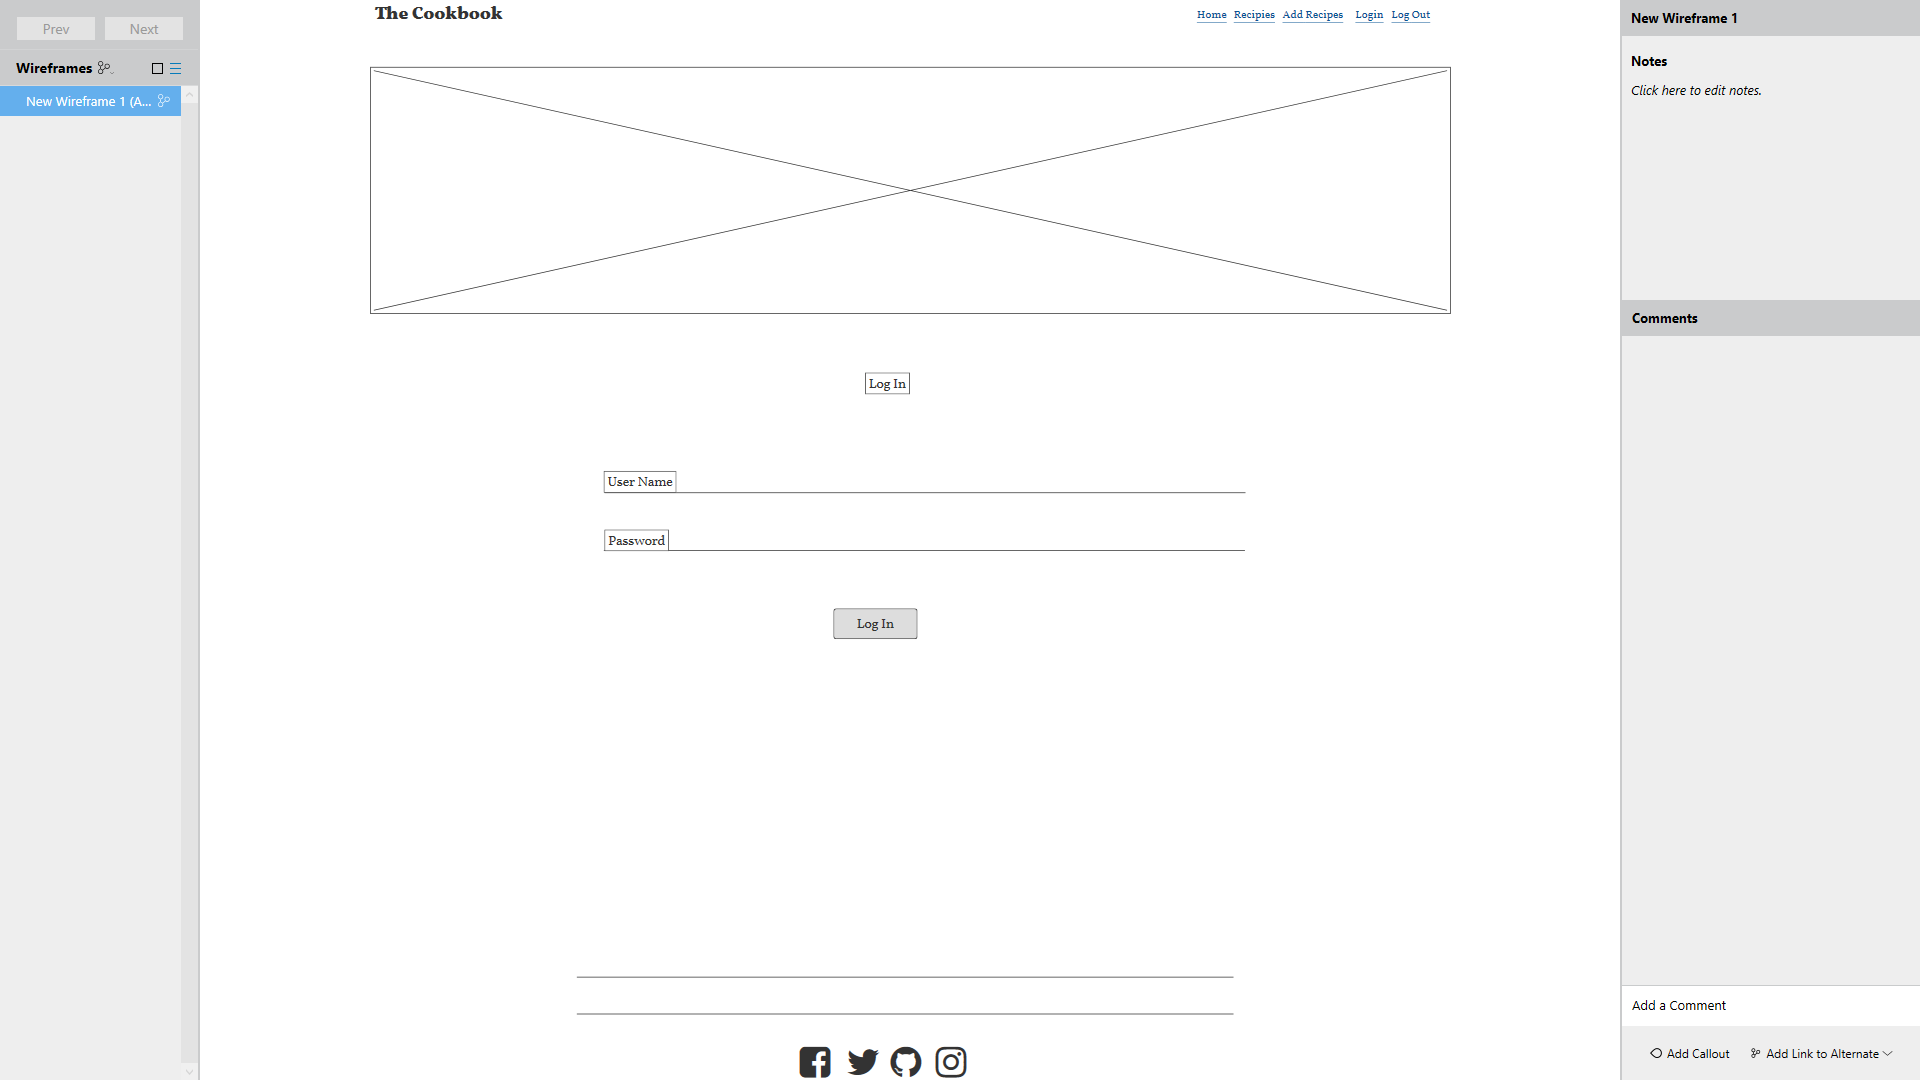 Prev Next
Wireframes
New Wireframe 1 (A...
The Cookbook
Home Recipies Add Recipes Login Log Out
Log In
User Name
Password
Log In
New Wireframe 1
Notes
Click here to edit notes.
Comments
Add a Comment
Add Callout Add Link to Alternate